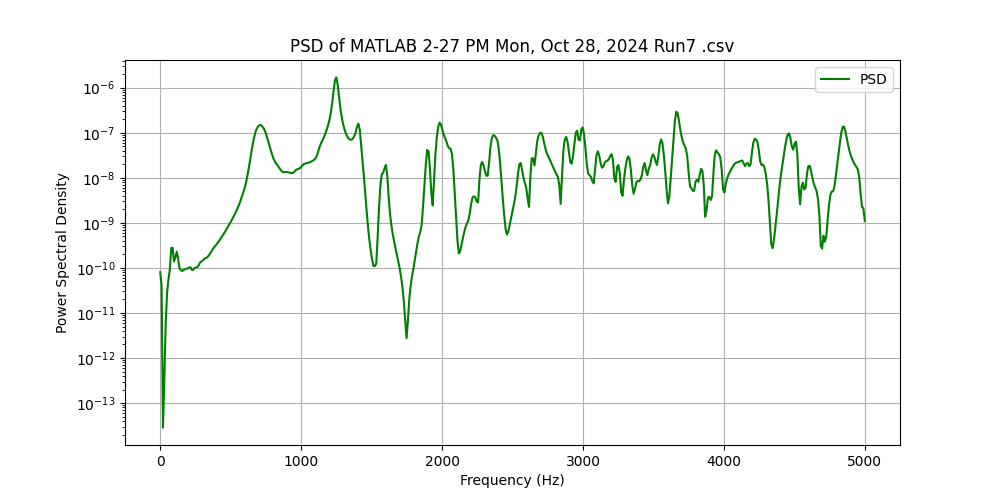 PSD of MATLAB 2-27 PM Mon, Oct 28, 2024 Run7 .csv
PSD
Power Spectral Density
10⁻⁶
10⁻⁷
10⁻⁸
10⁻⁹
10⁻¹⁰
10⁻¹¹
10⁻¹²
10⁻¹³
0 1000 2000 3000 4000 5000
Frequency (Hz)